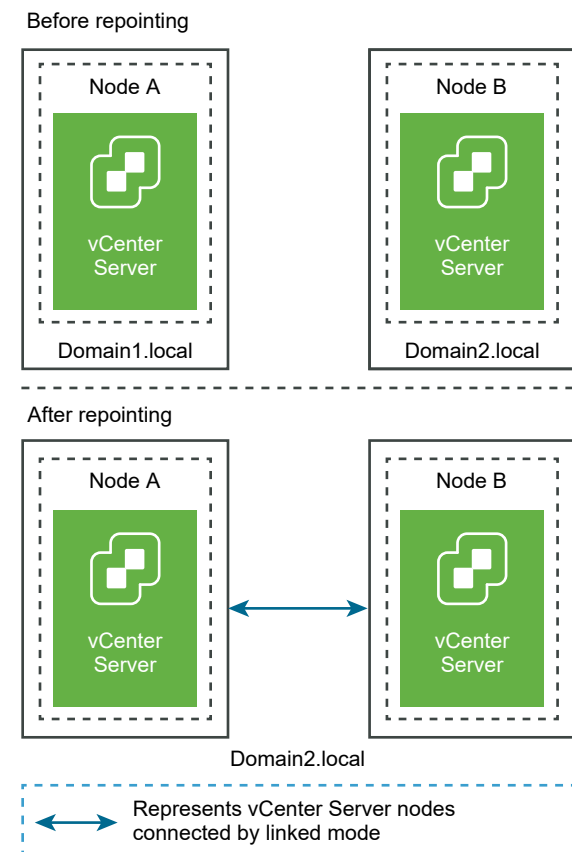 Before repointing
Node A
Node B
vCenter
Server
vCenter
Server
Domain1.local
Domain2.local
After repointing
Node A
Node B
vCenter
Server
vCenter
Server
Domain2.local
Represents vCenter Server nodes
connected by linked mode